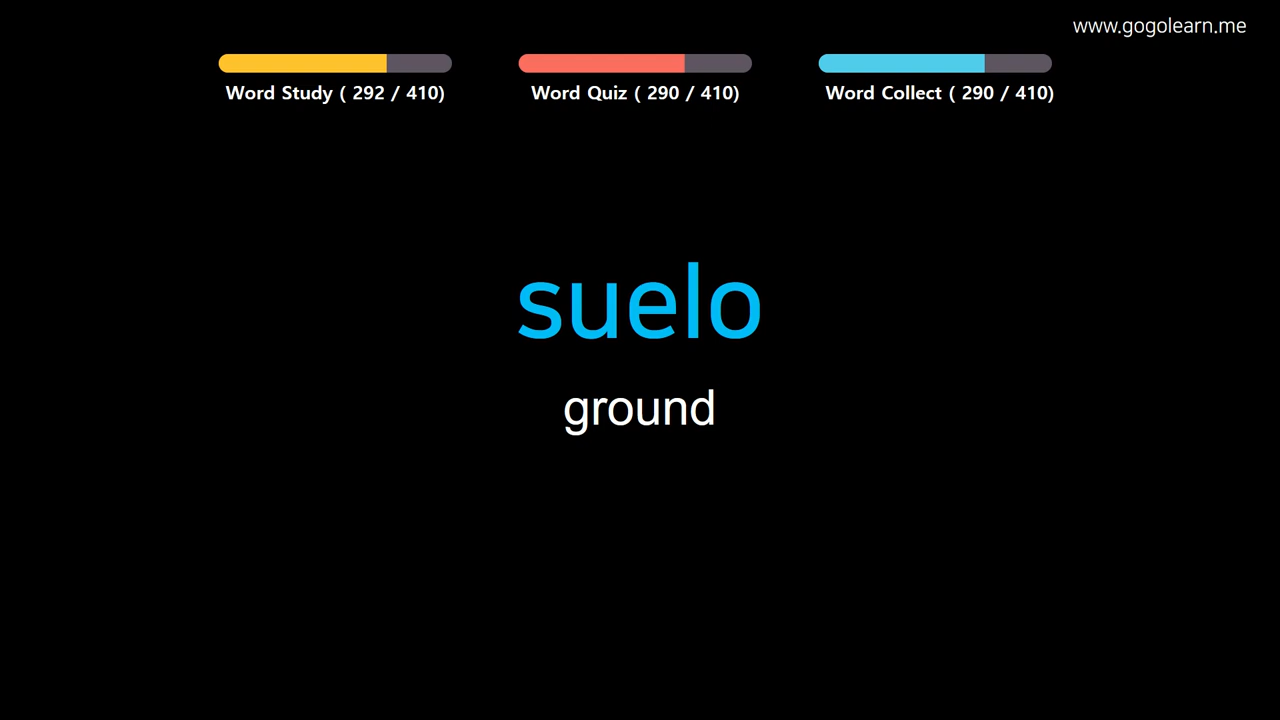 www.gogolearn.me
Word Study ( 292 / 410)
Word Quiz ( 290 / 410)
Word Collect ( 290 / 410)
suelo
ground